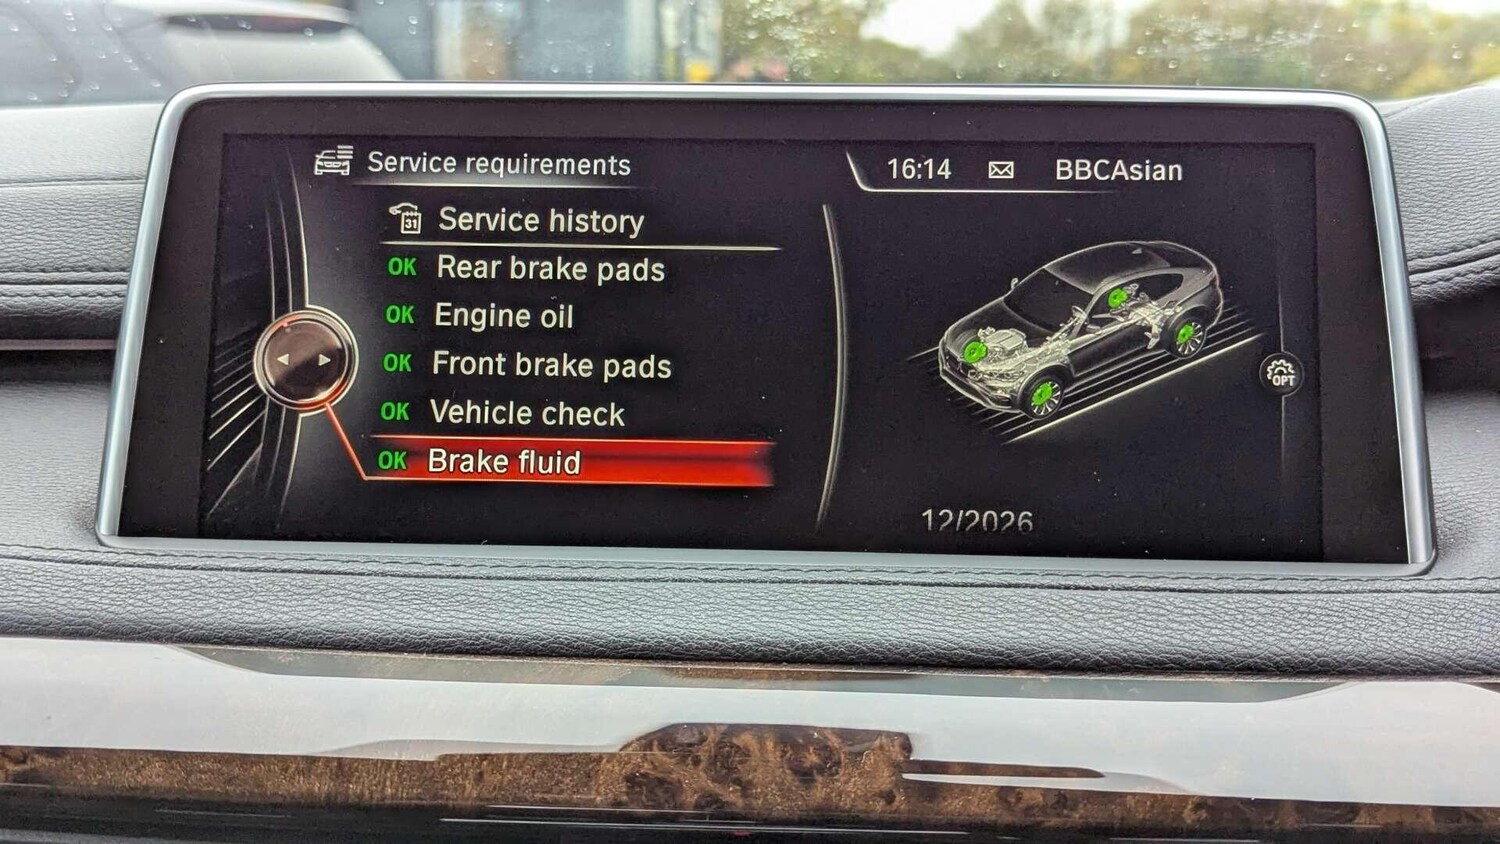 Service requirements
16:14 BBCAsian
31 Service history
OK Rear brake pads
OK Engine oil
OK Front brake pads
OK Vehicle check
OK Brake fluid
OPT
12/2026